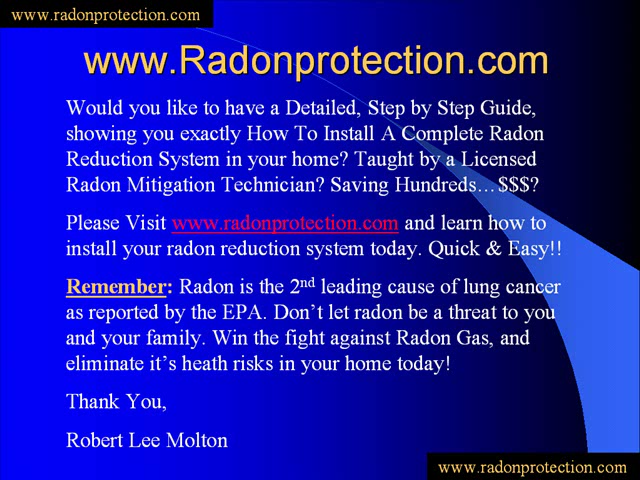 www.radonprotection.com
www.Radonprotection.com
Would you like to have a Detailed, Step by Step Guide,
showing you exactly How To Install A Complete Radon
Reduction System in your home? Taught by a Licensed
Radon Mitigation Technician? Saving Hundreds…$$$?
Please Visit www.radonprotection.com and learn how to
install your radon reduction system today. Quick & Easy!!
Remember: Radon is the 2nd leading cause of lung cancer
as reported by the EPA. Don’t let radon be a threat to you
and your family. Win the fight against Radon Gas, and
eliminate it’s heath risks in your home today!
Thank You,
Robert Lee Molton
www.radonprotection.com